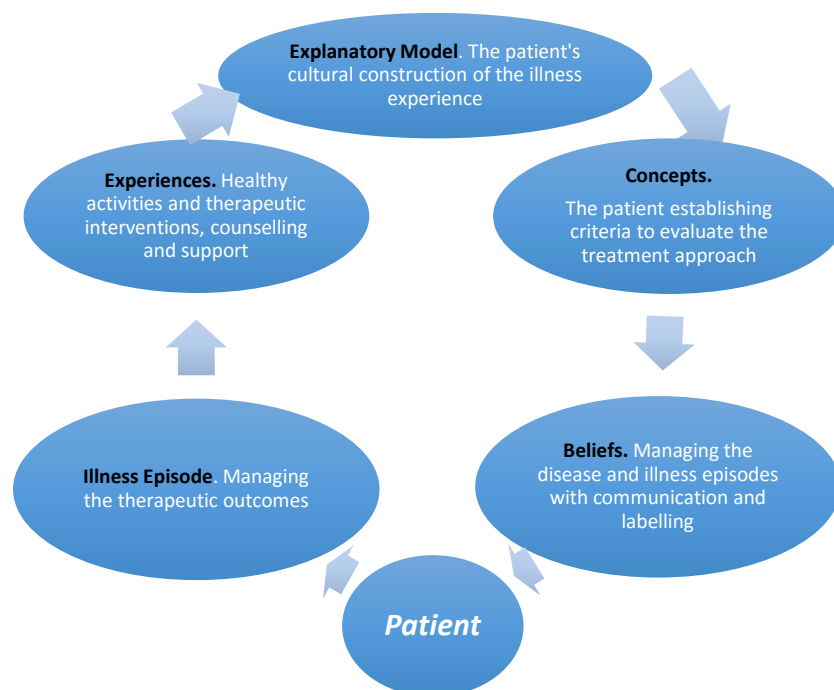 Explanatory Model. The patient's
cultural construction of the illness
experience
Experiences. Healthy
activities and therapeutic
interventions, counselling
and support
Concepts.
The patient establishing
criteria to evaluate the
treatment approach
Illness Episode. Managing
the therapeutic outcomes
Beliefs. Managing the
disease and illness episodes
with communication and
labelling
Patient